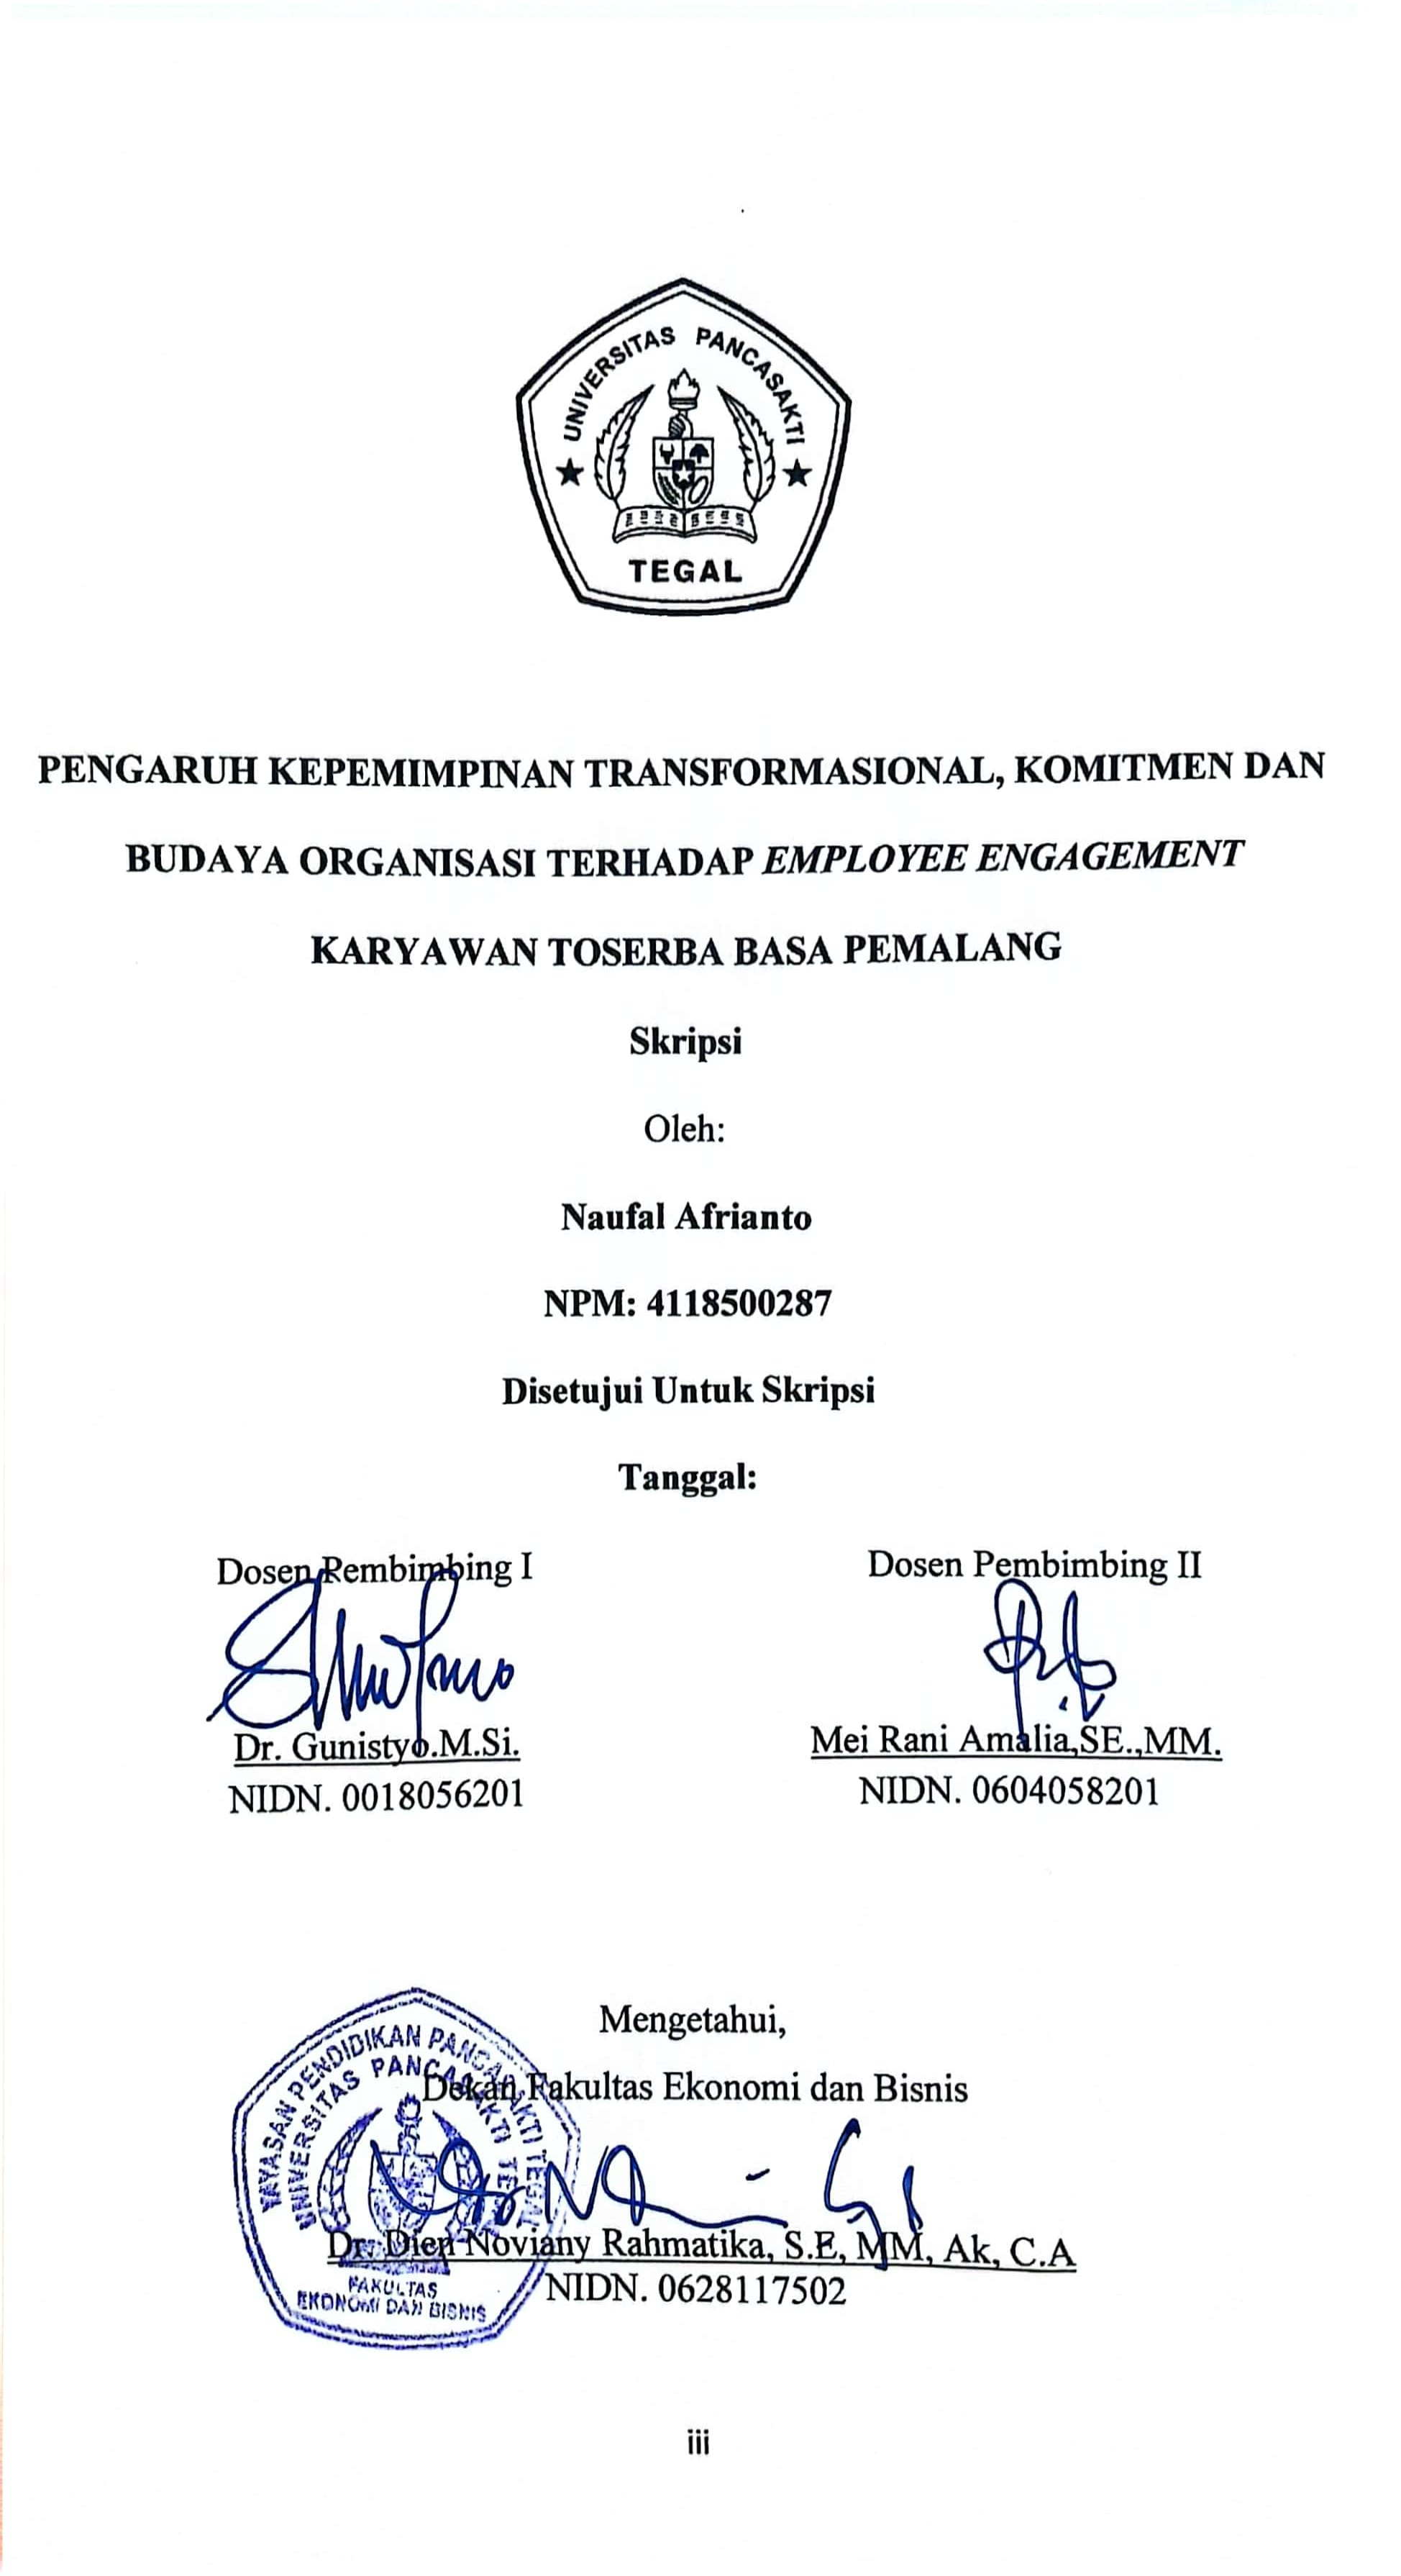 UNIVERSITAS PANCASAKTI
TEGAL
PENGARUH KEPEMIMPINAN TRANSFORMASIONAL, KOMITMEN DAN
BUDAYA ORGANISASI TERHADAP EMPLOYEE ENGAGEMENT
KARYAWAN TOSERBA BASA PEMALANG
Skripsi
Oleh:
Naufal Afrianto
NPM: 4118500287
Disetujui Untuk Skripsi
Tanggal:
Dosen Pembimbing I
Dosen Pembimbing II
Dr. Gunistyo.M.Si.
Mei Rani Amalia,SE.,MM.
NIDN. 0018056201
NIDN. 0604058201
Mengetahui,
Dekan Fakultas Ekonomi dan Bisnis
YAYASAN PENDIDIKAN PANCASAKTI TEGAL
UNIVERSITAS PANCASAKTI TEGAL
Dr. Dien Noviany Rahmatika, S.E, MM, Ak, C.A
FAKULTAS
EKONOMI DAN BISNIS
NIDN. 0628117502
iii